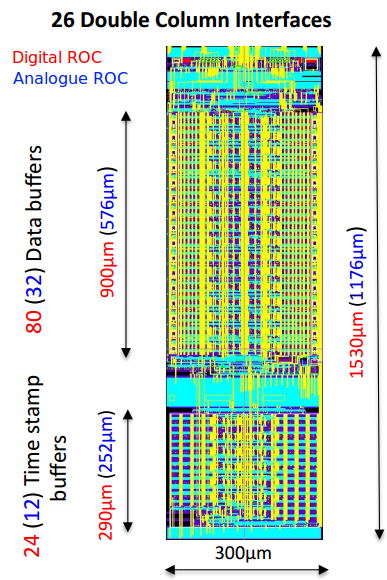 26 Double Column Interfaces
Digital ROC
Analogue ROC
80 (32) Data buffers
900μm (576μm)
1530μm (1176μm)
24 (12) Time stamp
buffers
290μm (252μm)
300μm